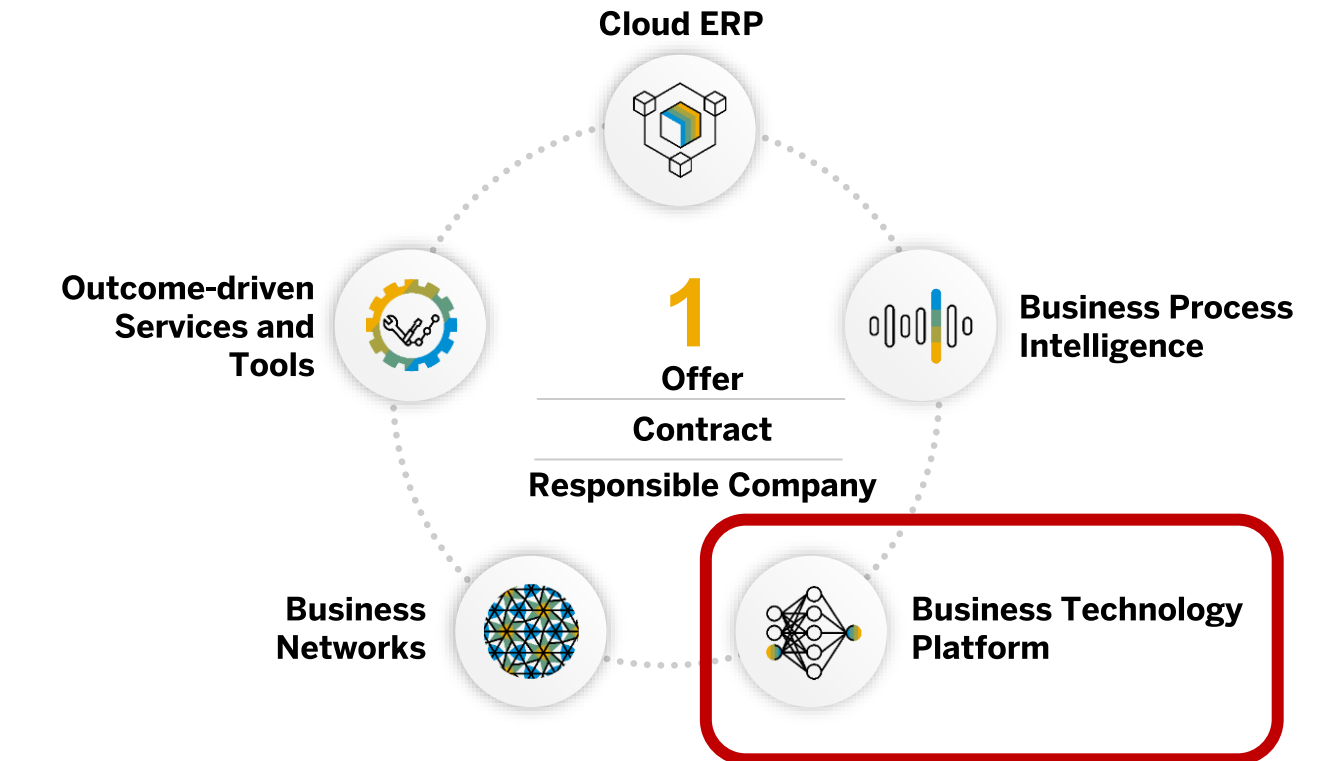 Cloud ERP
Outcome-driven
Services and
Tools
1
Offer
Contract
Responsible Company
Business Process
Intelligence
Business
Networks
Business Technology
Platform